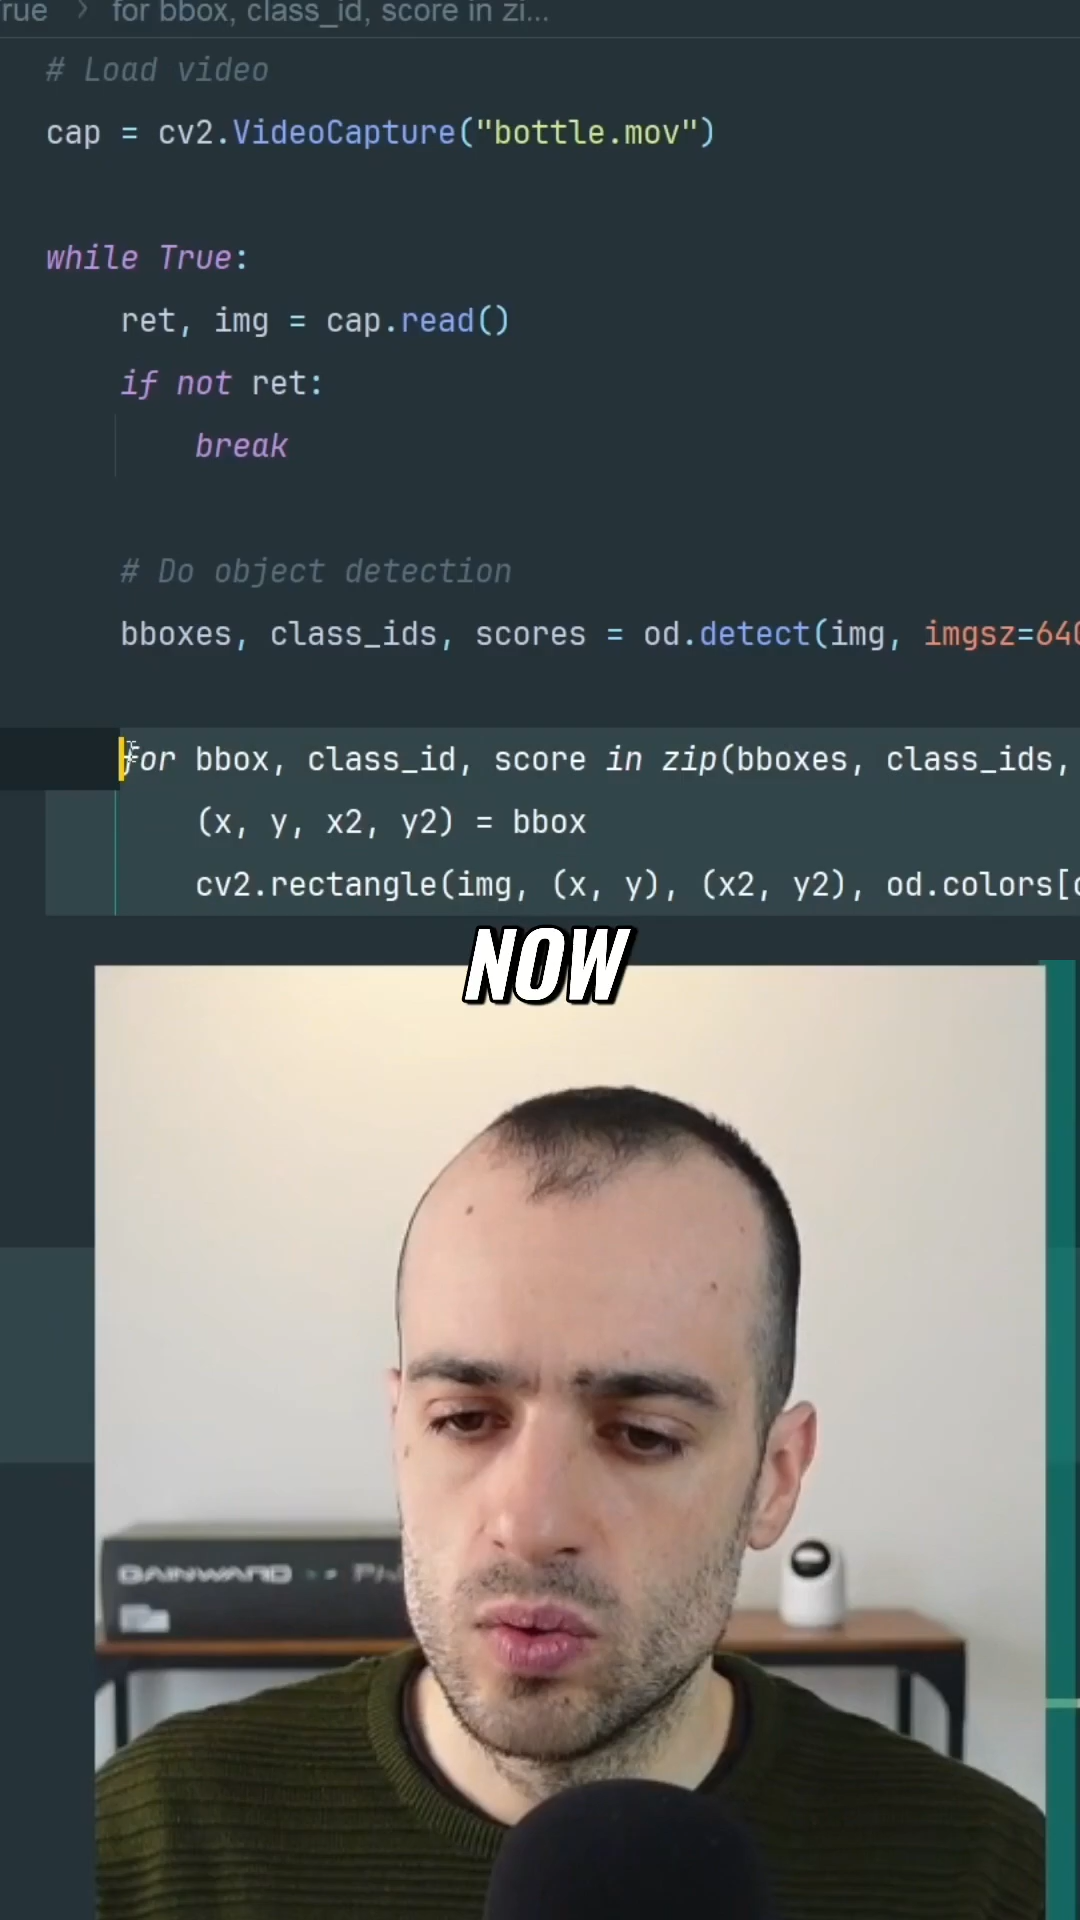 rue > for bbox, class_id, score in zi...
# Load video
cap = cv2.VideoCapture("bottle.mov")
while True:
ret, img = cap.read()
if not ret:
break
# Do object detection
bboxes, class_ids, scores = od.detect(img, imgsz=640
for bbox, class_id, score in zip(bboxes, class_ids,
(x, y, x2, y2) = bbox
cv2.rectangle(img, (x, y), (x2, y2), od.colors[c
NOW
GAINWARD